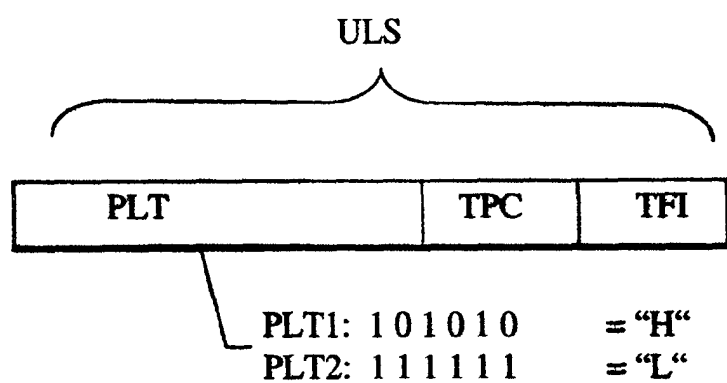 ULS
PLT TPC TFI
PLT1: 1 0 1 0 1 0 = “H“
PLT2: 1 1 1 1 1 1 = “L“